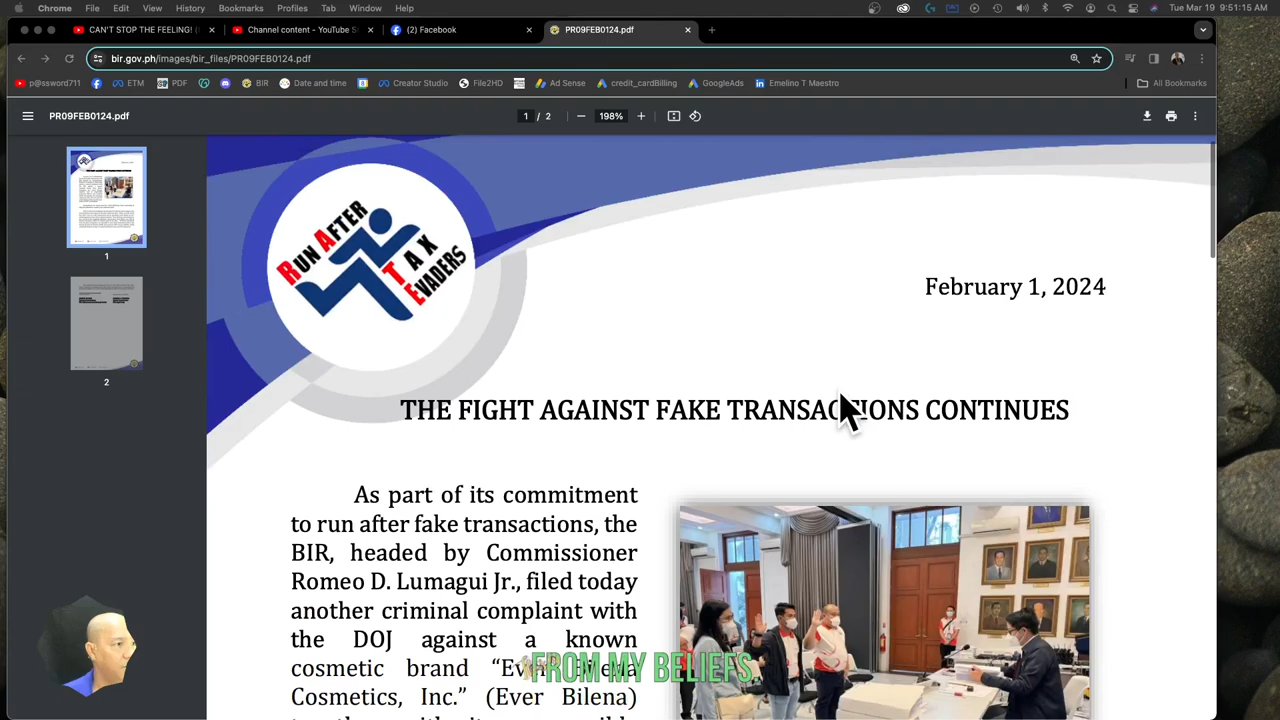 Chrome File Edit View History Bookmarks Profiles Tab Window Help
Tue Mar 19 9:51:15 AM
CAN'T STOP THE FEELING! (
Channel content - YouTube S
(2) Facebook
PR09FEB0124.pdf
bir.gov.ph/images/bir_files/PR09FEB0124.pdf
p@ssword711
ETM
PDF
BIR
Date and time
Creator Studio
File2HD
Ad Sense
credit_cardBilling
GoogleAds
Emelino T Maestro
All Bookmarks
PR09FEB0124.pdf
1 / 2
198%
1
2
RUN AFTER
TAX
EVADERS
February 1, 2024
THE FIGHT AGAINST FAKE TRANSACTIONS CONTINUES
As part of its commitment
to run after fake transactions, the
BIR, headed by Commissioner
Romeo D. Lumagui Jr., filed today
another criminal complaint with
the DOJ against a known
cosmetic brand “Ever Bilena
Cosmetics, Inc.” (Ever Bilena)
FROM MY BELIEFS.